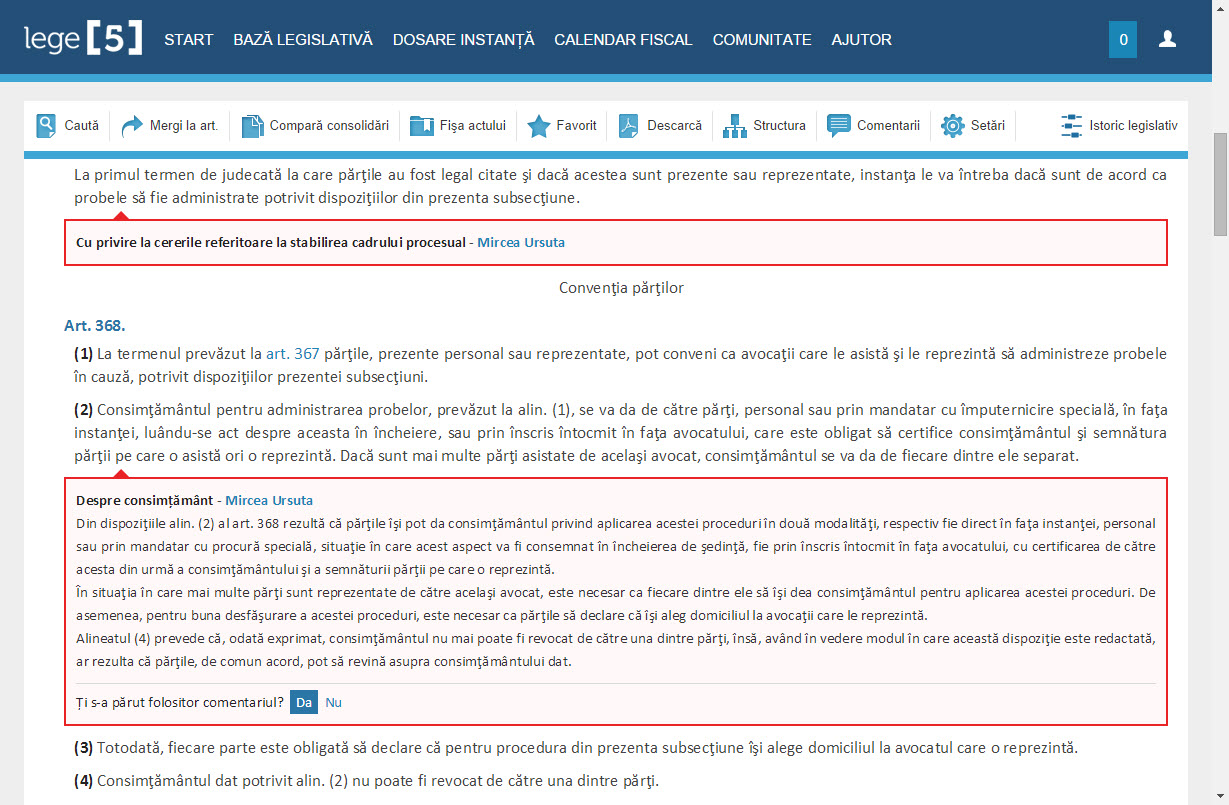 lege [5] START BAZĂ LEGISLATIVĂ DOSARE INSTANȚĂ CALENDAR FISCAL COMUNITATE AJUTOR 0
Caută Mergi la art. Compară consolidări Fișa actului Favorit Descarcă Structura Comentarii Setări Istoric legislativ
La primul termen de judecată la care părţile au fost legal citate şi dacă acestea sunt prezente sau reprezentate, instanţa le va întreba dacă sunt de acord ca
probele să fie administrate potrivit dispoziţiilor din prezenta subsecţiune.
Cu privire la cererile referitoare la stabilirea cadrului procesual - Mircea Ursuta
Convenţia părţilor
Art. 368.
(1) La termenul prevăzut la art. 367 părţile, prezente personal sau reprezentate, pot conveni ca avocaţii care le asistă şi le reprezintă să administreze probele
în cauză, potrivit dispoziţiilor prezentei subsecţiuni.
(2) Consimţământul pentru administrarea probelor, prevăzut la alin. (1), se va da de către părţi, personal sau prin mandatar cu împuternicire specială, în faţa
instanţei, luându-se act despre aceasta în încheiere, sau prin înscris întocmit în faţa avocatului, care este obligat să certifice consimţământul şi semnătura
părţii pe care o asistă ori o reprezintă. Dacă sunt mai multe părţi asistate de acelaşi avocat, consimţământul se va da de fiecare dintre ele separat.
Despre consimțământ - Mircea Ursuta
Din dispoziţiile alin. (2) al art. 368 rezultă că părţile îşi pot da consimţământul privind aplicarea acestei proceduri în două modalităţi, respectiv fie direct în faţa instanţei, personal
sau prin mandatar cu procură specială, situaţie în care acest aspect va fi consemnat în încheierea de şedinţă, fie prin înscris întocmit în faţa avocatului, cu certificarea de către
acesta din urmă a consimţământului şi a semnăturii părţii pe care o reprezintă.
În situaţia în care mai multe părţi sunt reprezentate de către acelaşi avocat, este necesar ca fiecare dintre ele să îşi dea consimţământul pentru aplicarea acestei proceduri. De
asemenea, pentru buna desfăşurare a acestei proceduri, este necesar ca părţile să declare că îşi aleg domiciliul la avocaţii care le reprezintă.
Alineatul (4) prevede că, odată exprimat, consimţământul nu mai poate fi revocat de către una dintre părţi, însă, având în vedere modul în care această dispoziţie este redactată,
ar rezulta că părţile, de comun acord, pot să revină asupra consimţământului dat.
Ți s-a părut folositor comentariul? Da Nu
(3) Totodată, fiecare parte este obligată să declare că pentru procedura din prezenta subsecţiune îşi alege domiciliul la avocatul care o reprezintă.
(4) Consimţământul dat potrivit alin. (2) nu poate fi revocat de către una dintre părţi.